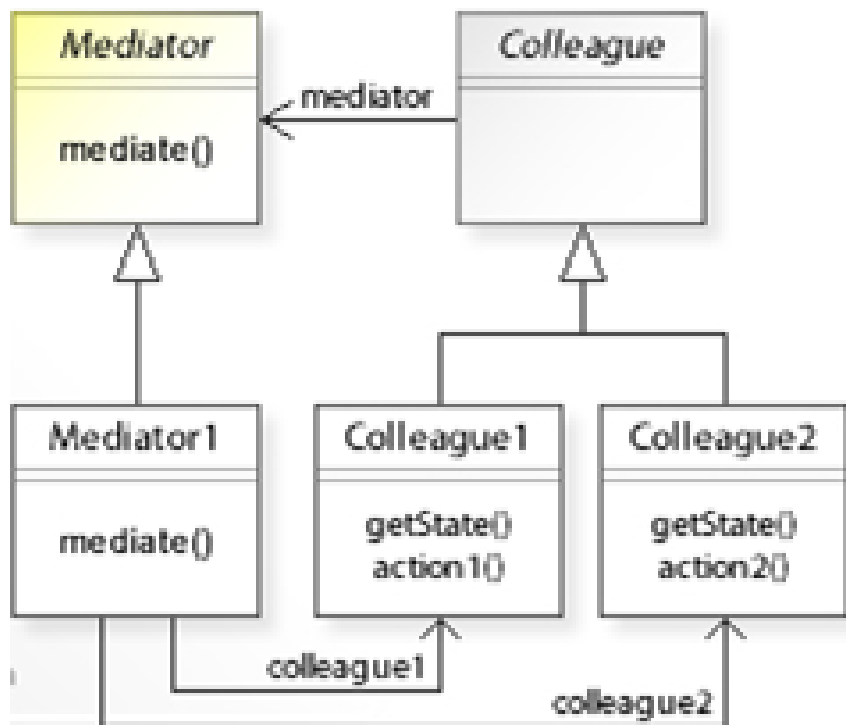 Mediator
Colleague
mediator
mediate()
Mediator1
Colleague1
Colleague2
mediate()
getState()
action1()
getState()
action2()
colleague1
colleague2